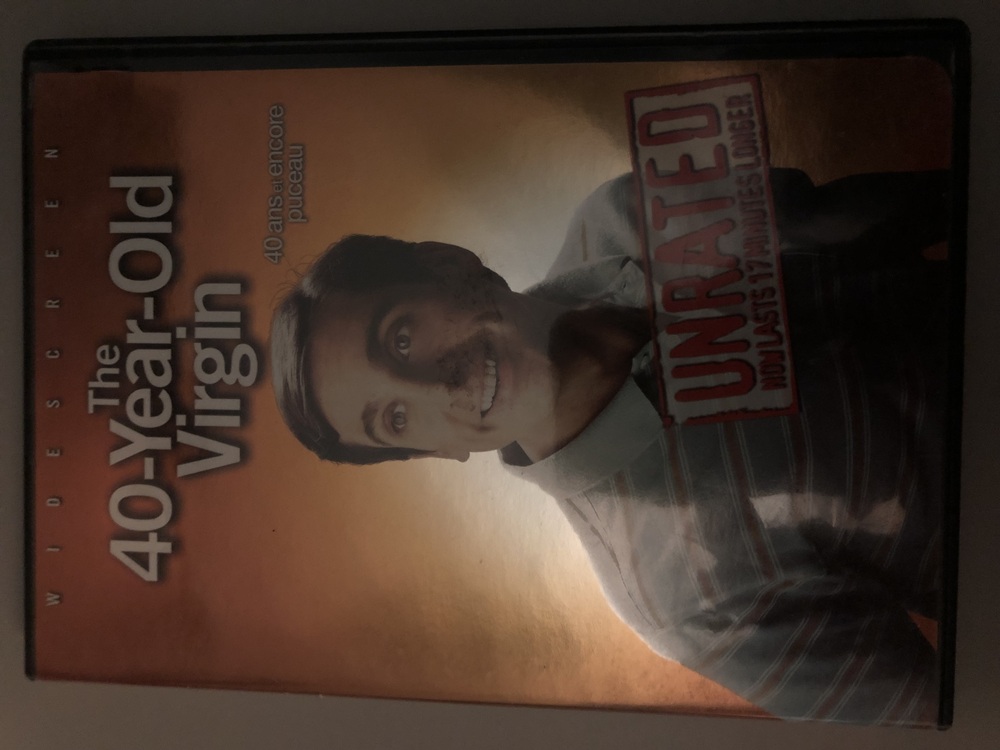 WIDESCREEN
The
40-Year-Old
Virgin
40 ans et encore
puceau
UNRATED
NOW LASTS 17 MINUTES LONGER